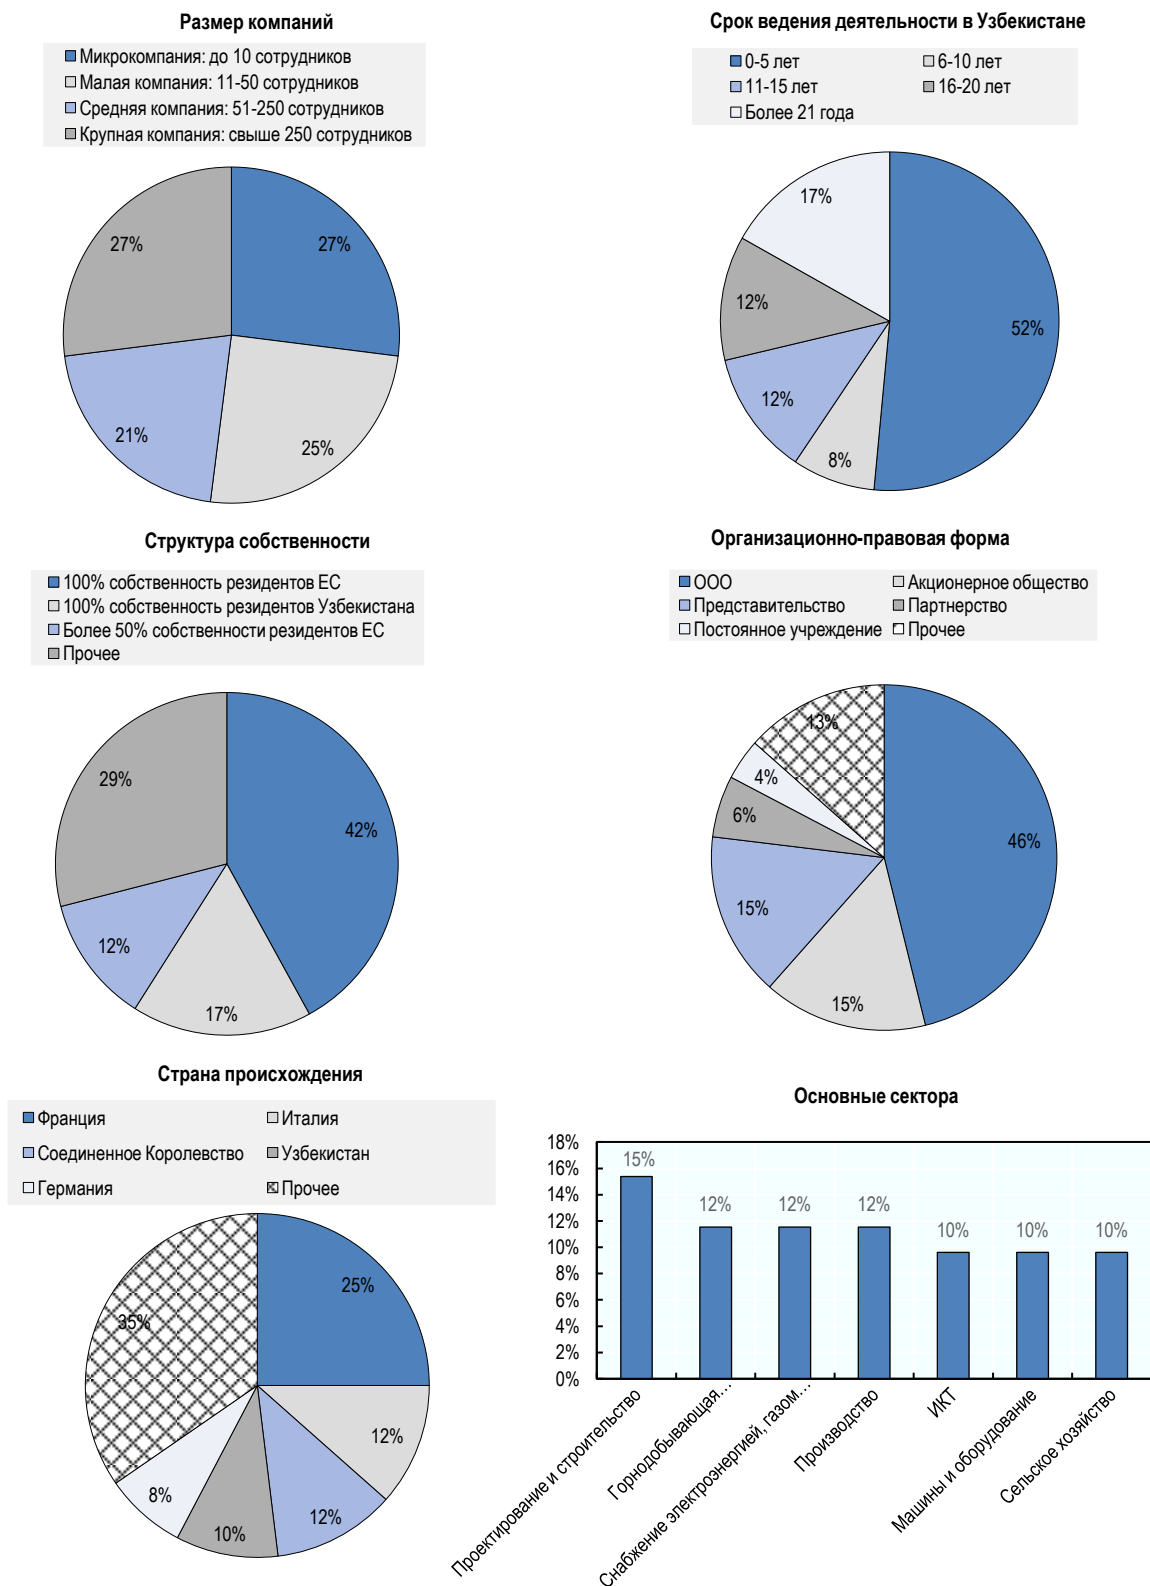 Размер компаний
Микрокомпания: до 10 сотрудников
Малая компания: 11-50 сотрудников
Средняя компания: 51-250 сотрудников
Крупная компания: свыше 250 сотрудников
27%
27%
21%
25%
Срок ведения деятельности в Узбекистане
0-5 лет
6-10 лет
11-15 лет
16-20 лет
Более 21 года
17%
12%
52%
12%
8%
Структура собственности
100% собственность резидентов ЕС
100% собственность резидентов Узбекистана
Более 50% собственности резидентов ЕС
Прочее
29%
42%
12%
17%
Организационно-правовая форма
ООО
Акционерное общество
Представительство
Партнерство
Постоянное учреждение
Прочее
13%
4%
6%
46%
15%
15%
Страна происхождения
Франция
Италия
Соединенное Королевство
Узбекистан
Германия
Прочее
25%
35%
12%
8%
10%
12%
Основные сектора
18%
16%
14%
12%
10%
8%
6%
4%
2%
0%
15%
12%
12%
12%
10%
10%
10%
Проектирование и строительство
Горнодобывающая...
Снабжение электроэнергией, газом...
Производство
ИКТ
Машины и оборудование
Сельское хозяйство